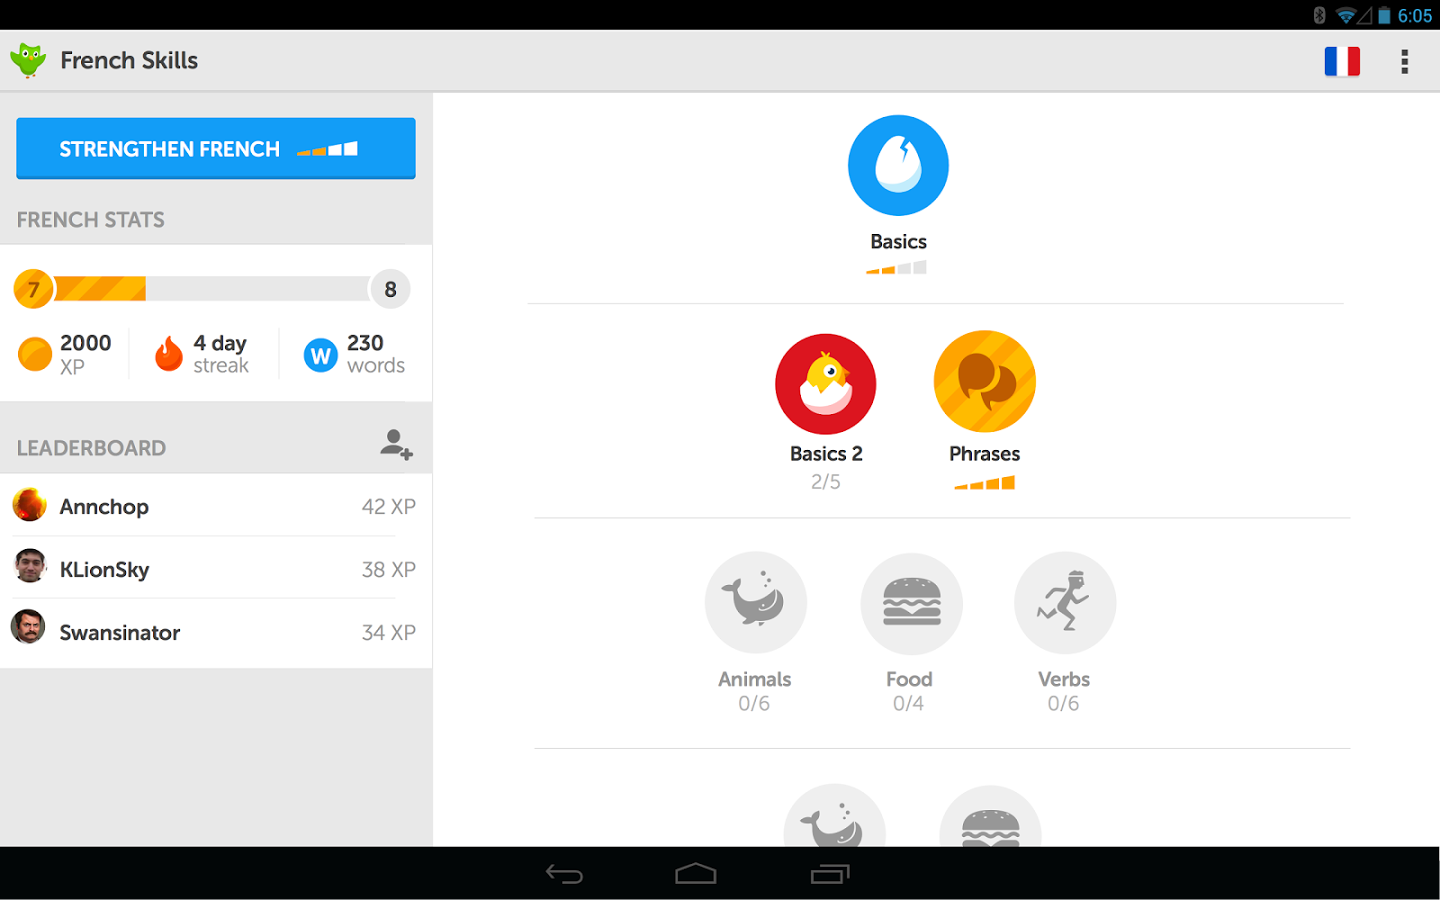 6:05
French Skills
STRENGTHEN FRENCH
FRENCH STATS
7
8
2000
XP
4 day
streak
W
230
words
LEADERBOARD
Annchop
42 XP
KLionSky
38 XP
Swansinator
34 XP
Basics
Basics 2
2/5
Phrases
Animals
0/6
Food
0/4
Verbs
0/6